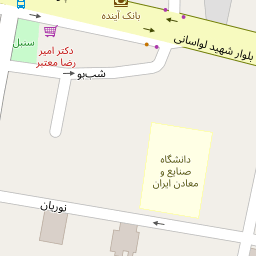 بانک آینده
بلوار شهید لواسانی
سنبل
دکتر امیر
رضا معتبر
شب‌بو
دانشگاه
صنایع و
معادن ایران
نوریان